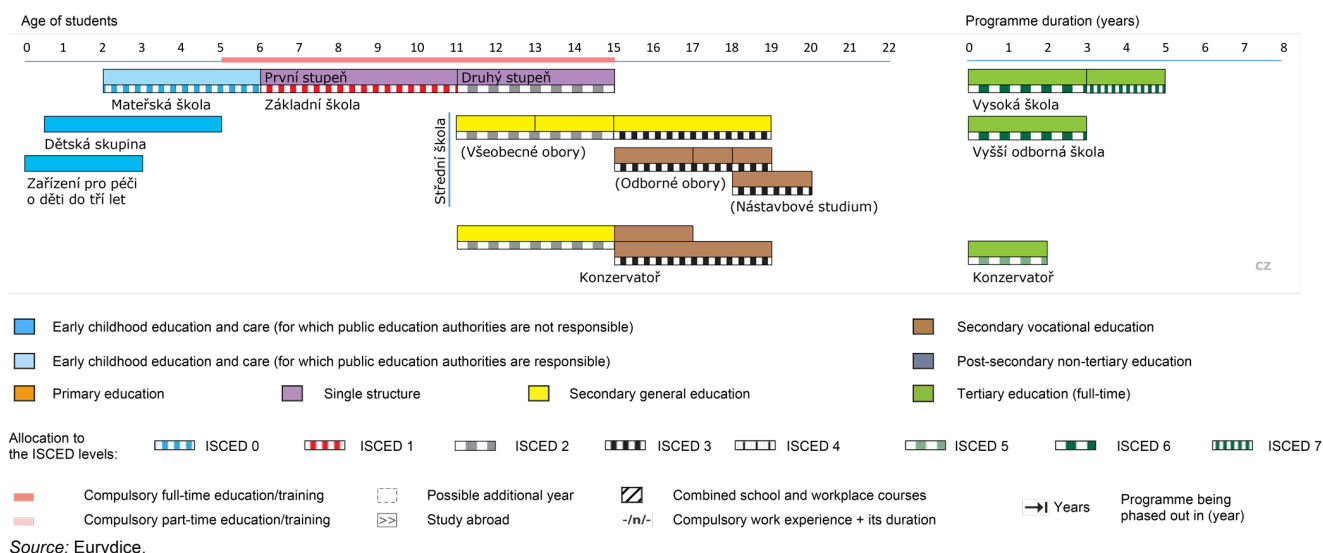 Age of students
Programme duration (years)
0 1 2 3 4 5 6 7 8 9 10 11 12 13 14 15 16 17 18 19 20 21 22
0 1 2 3 4 5 6 7 8
První stupeň
Druhý stupeň
Mateřská škola
Základní škola
Vysoká škola
Dětská skupina
Střední škola
(Všeobecné obory)
Vyšší odborná škola
Zařízení pro péči
o děti do tří let
(Odborné obory)
(Nástavbové studium)
Konzervatoř
Konzervatoř
CZ
Early childhood education and care (for which public education authorities are not responsible)
Secondary vocational education
Early childhood education and care (for which public education authorities are responsible)
Post-secondary non-tertiary education
Primary education
Single structure
Secondary general education
Tertiary education (full-time)
Allocation to
the ISCED levels:
ISCED 0
ISCED 1
ISCED 2
ISCED 3
ISCED 4
ISCED 5
ISCED 6
ISCED 7
Compulsory full-time education/training
Possible additional year
Combined school and workplace courses
Years
Programme being
phased out in (year)
Compulsory part-time education/training
>> Study abroad
-/n/- Compulsory work experience + its duration
Source: Eurydice.